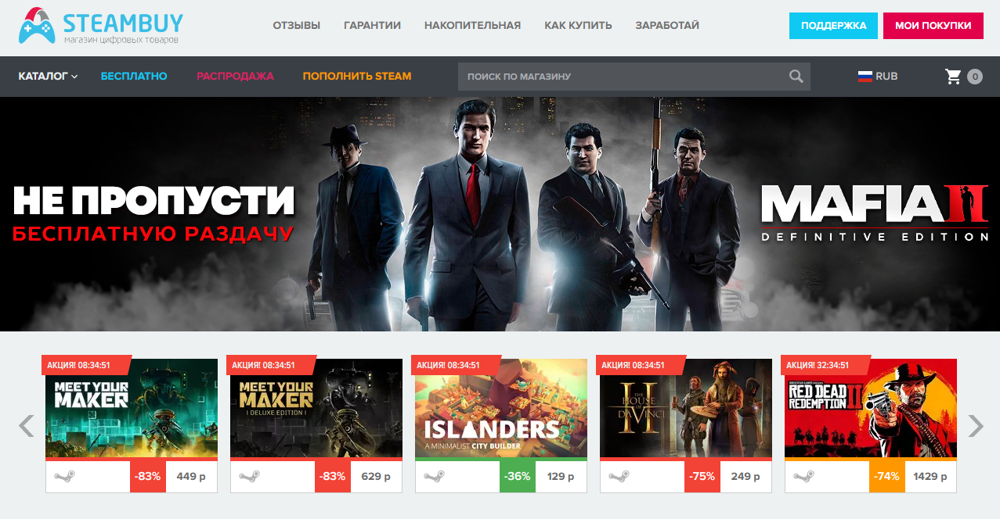 STEAMBUY
магазин цифровых товаров
ОТЗЫВЫ
ГАРАНТИИ
НАКОПИТЕЛЬНАЯ
КАК КУПИТЬ
ЗАРАБОТАЙ
ПОДДЕРЖКА
МОИ ПОКУПКИ
КАТАЛОГ
БЕСПЛАТНО
РАСПРОДАЖА
ПОПОЛНИТЬ STEAM
ПОИСК ПО МАГАЗИНУ
RUB
0
НЕ ПРОПУСТИ
БЕСПЛАТНУЮ РАЗДАЧУ
MAFIA II
DEFINITIVE EDITION
АКЦИЯ! 08:34:51
MEET YOUR
MAKER
-83%
449 р
АКЦИЯ! 08:34:51
MEET YOUR
MAKER
DELUXE EDITION
-83%
629 р
АКЦИЯ! 08:34:51
ISLANDERS
A MINIMALIST CITY BUILDER
-36%
129 р
АКЦИЯ! 08:34:51
THE
HOUSE
OF
DA VINCI
II
-75%
249 р
АКЦИЯ! 32:34:51
RED DEAD
REDEMPTION II
-74%
1429 р